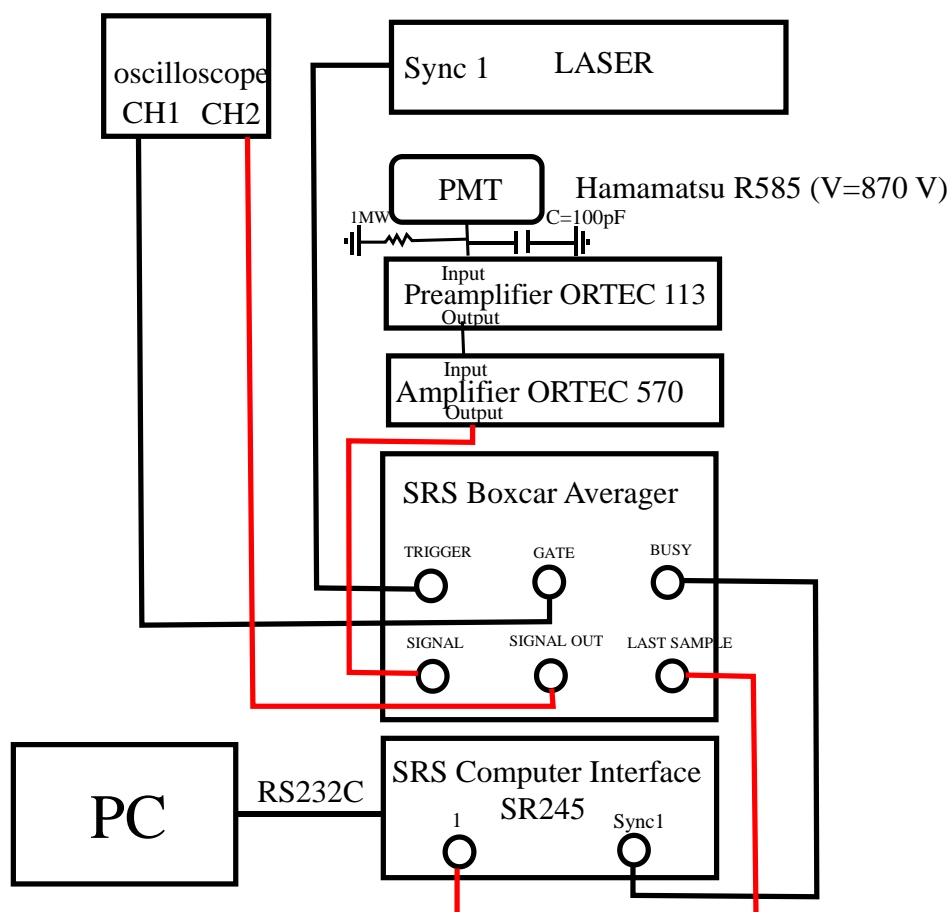 oscilloscope
CH1 CH2
Sync 1 LASER
PMT
Hamamatsu R585 (V=870 V)
1MW
C=100pF
Input
Preamplifier ORTEC 113
Output
Input
Amplifier ORTEC 570
Output
SRS Boxcar Averager
TRIGGER GATE BUSY
SIGNAL SIGNAL OUT LAST SAMPLE
PC
RS232C
SRS Computer Interface
SR245
1 Sync1